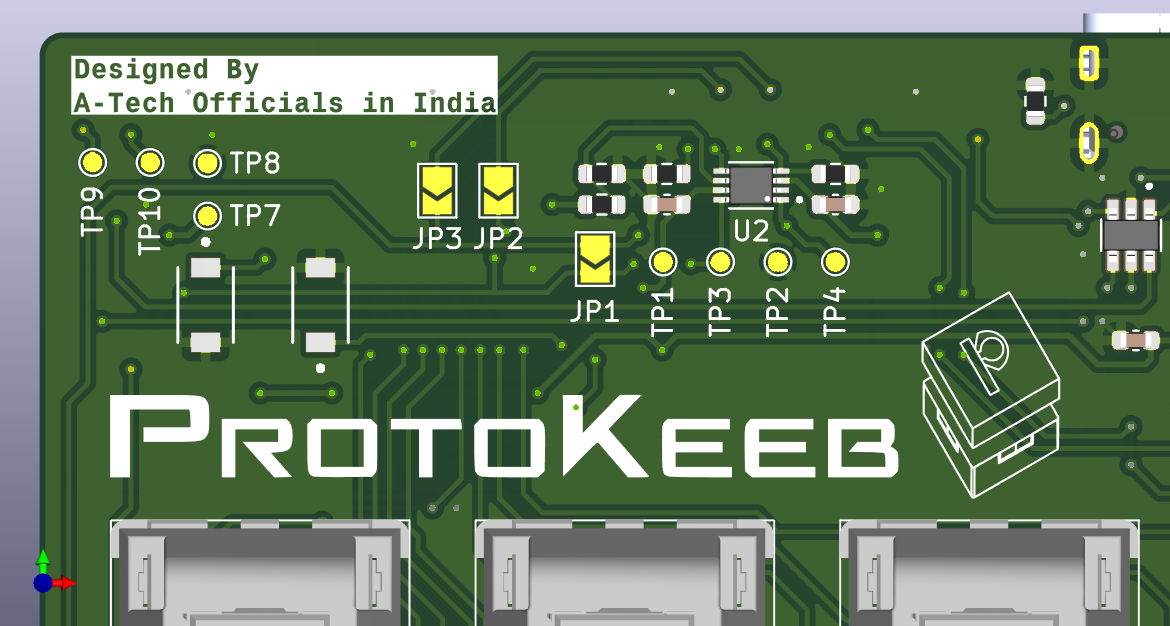 Designed By
A-Tech Officials in India
TP8
TP9
TP10
TP7
JP3
JP2
U2
JP1
TP1
TP3
TP2
TP4
P
PROTOKEEB